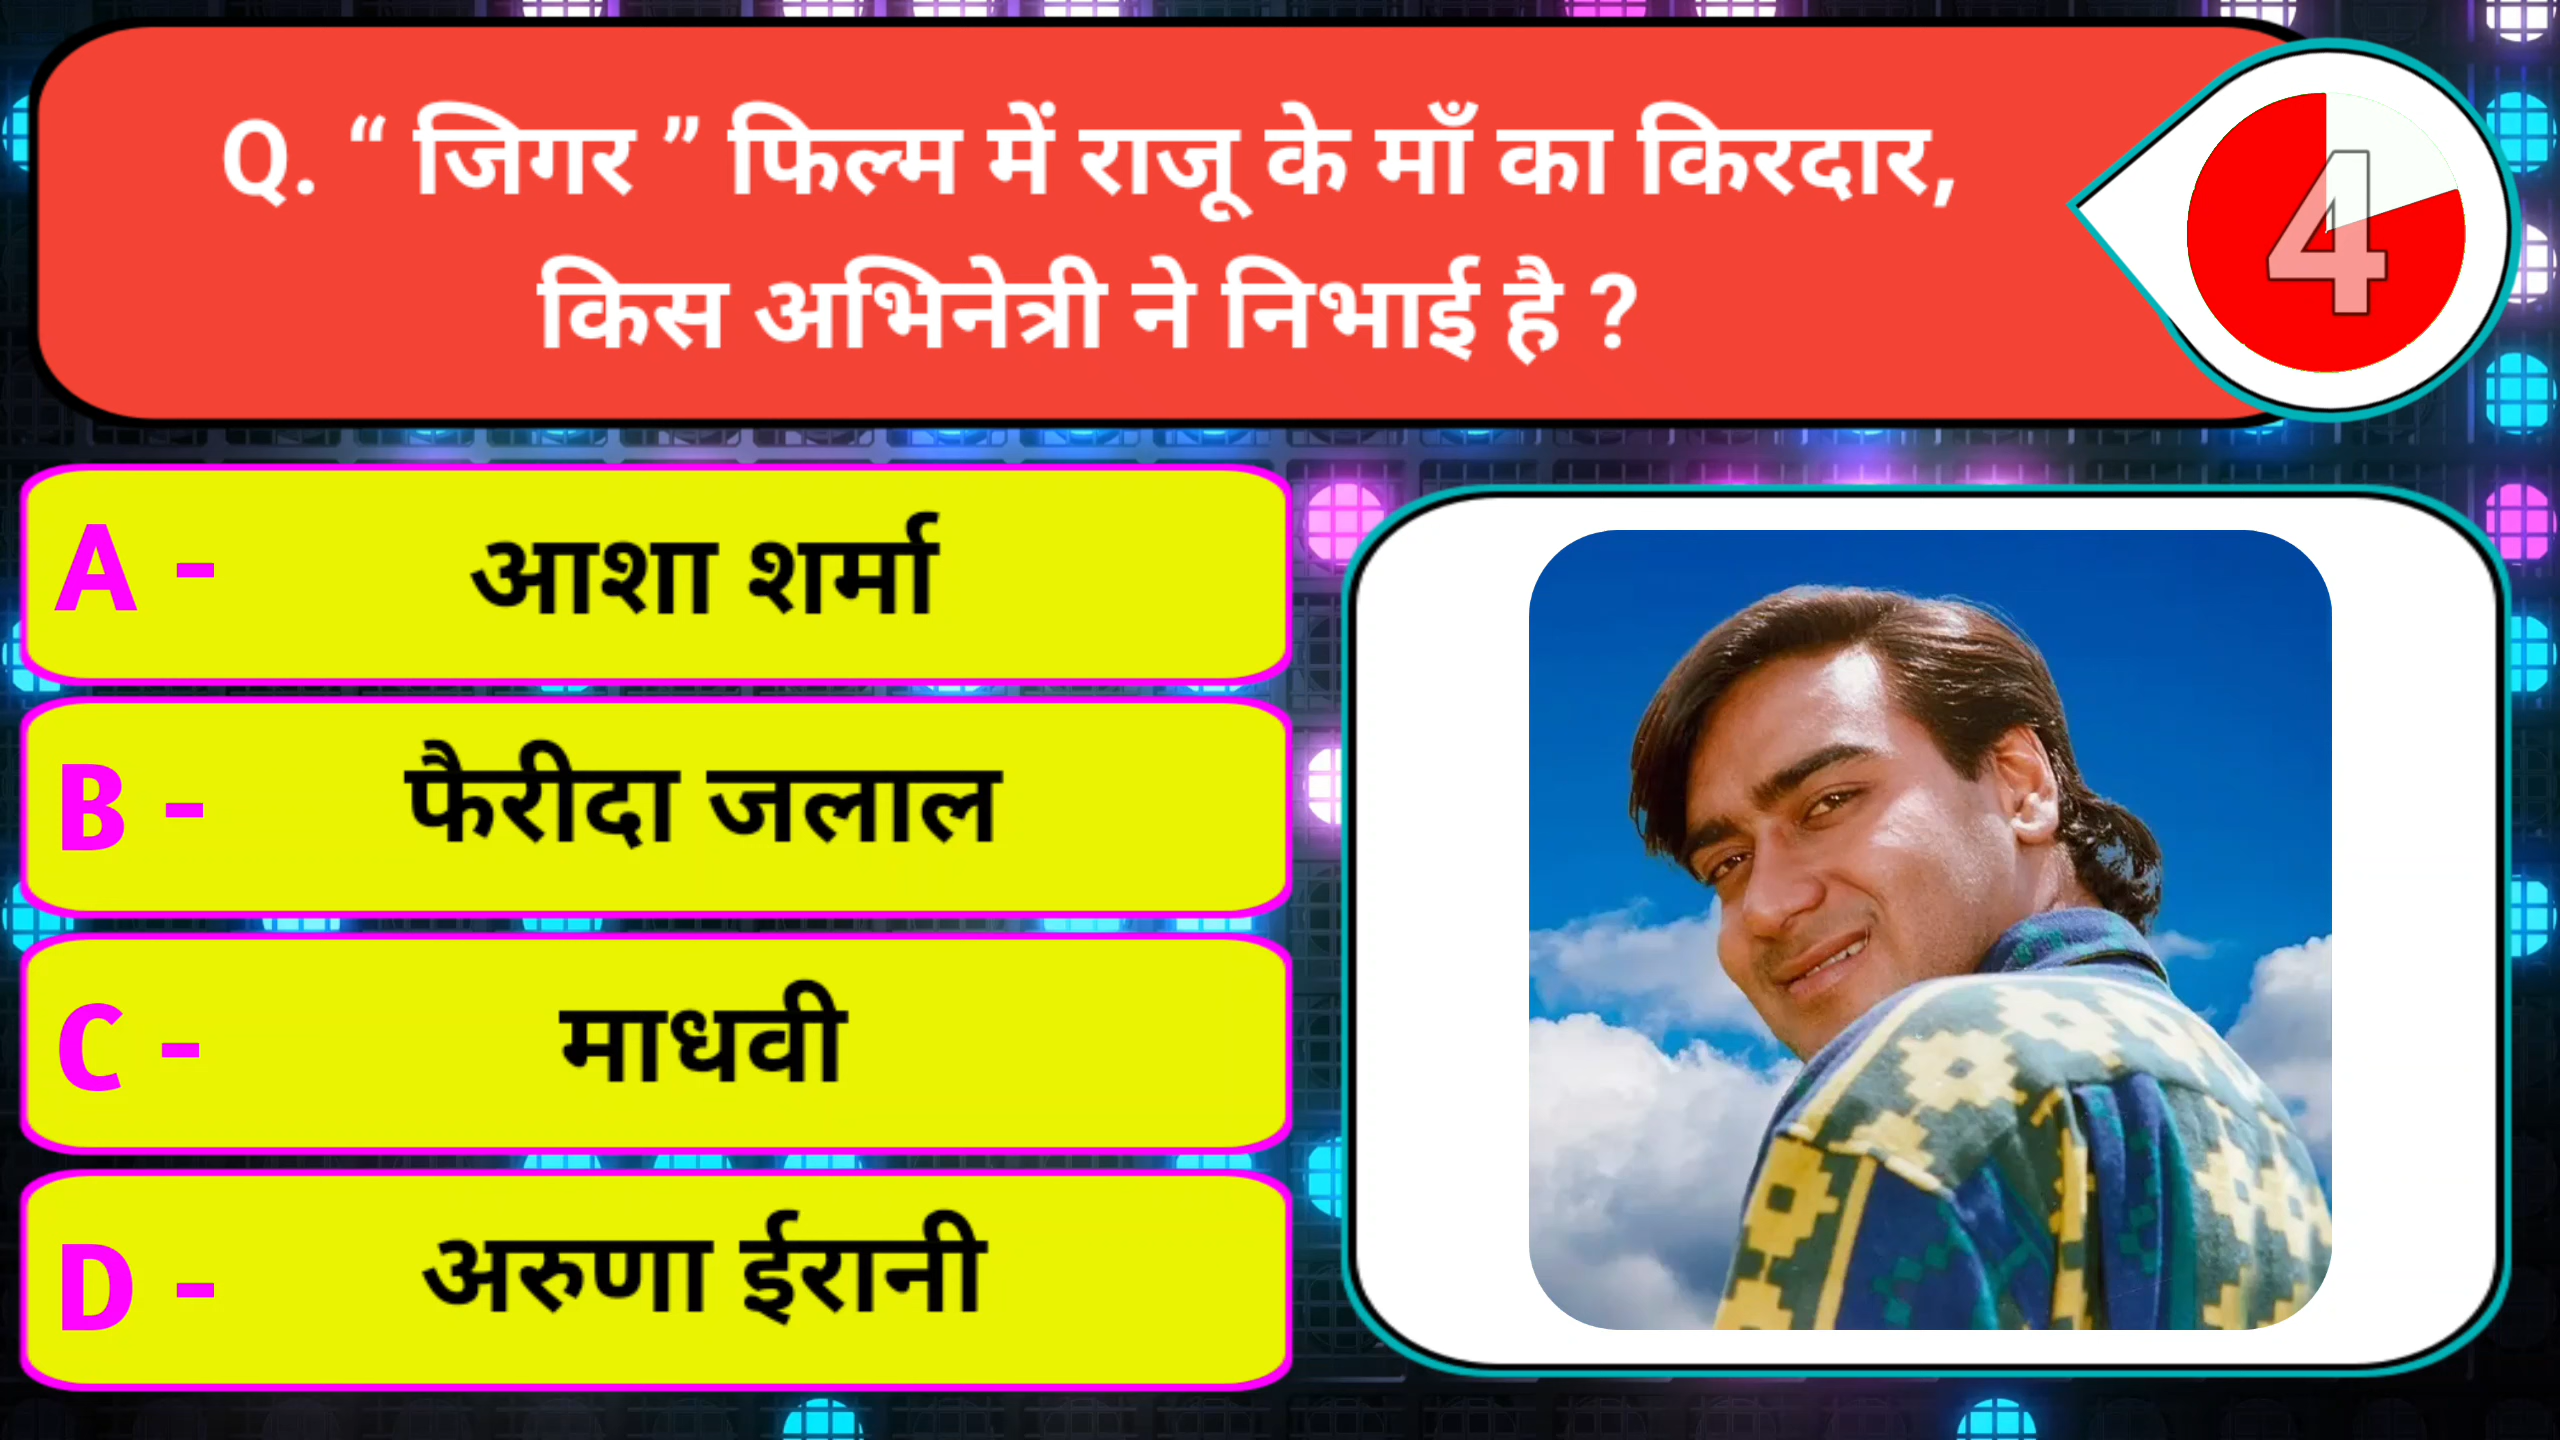 Q. “ जिगर ” फिल्म में राजू के माँ का किरदार,
किस अभिनेत्री ने निभाई है ?
4
A - आशा शर्मा
B - फैरीदा जलाल
C - माधवी
D - अरुणा ईरानी